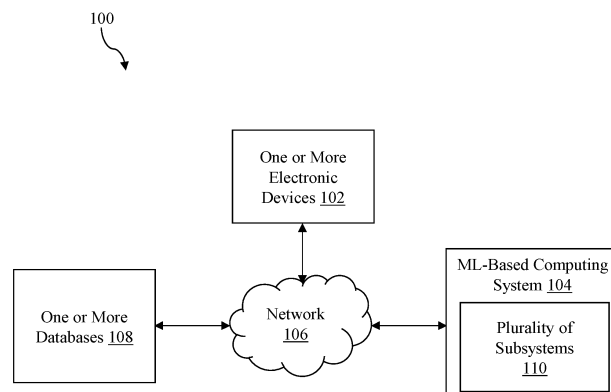 100
One or More
Electronic
Devices 102
ML-Based Computing
System 104
One or More
Databases 108
Network
106
Plurality of
Subsystems
110